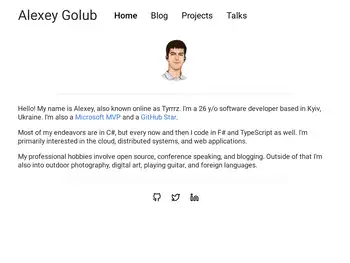 Alexey Golub Home Blog Projects Talks
Hello! My name is Alexey, also known online as Tyrrrz. I'm a 26 y/o software developer based in Kyiv,
Ukraine. I'm also a Microsoft MVP and a GitHub Star.
Most of my endeavors are in C#, but every now and then I code in F# and TypeScript as well. I'm
primarily interested in the cloud, distributed systems, and web applications.
My professional hobbies involve open source, conference speaking, and blogging. Outside of that I'm
also into outdoor photography, digital art, playing guitar, and foreign languages.